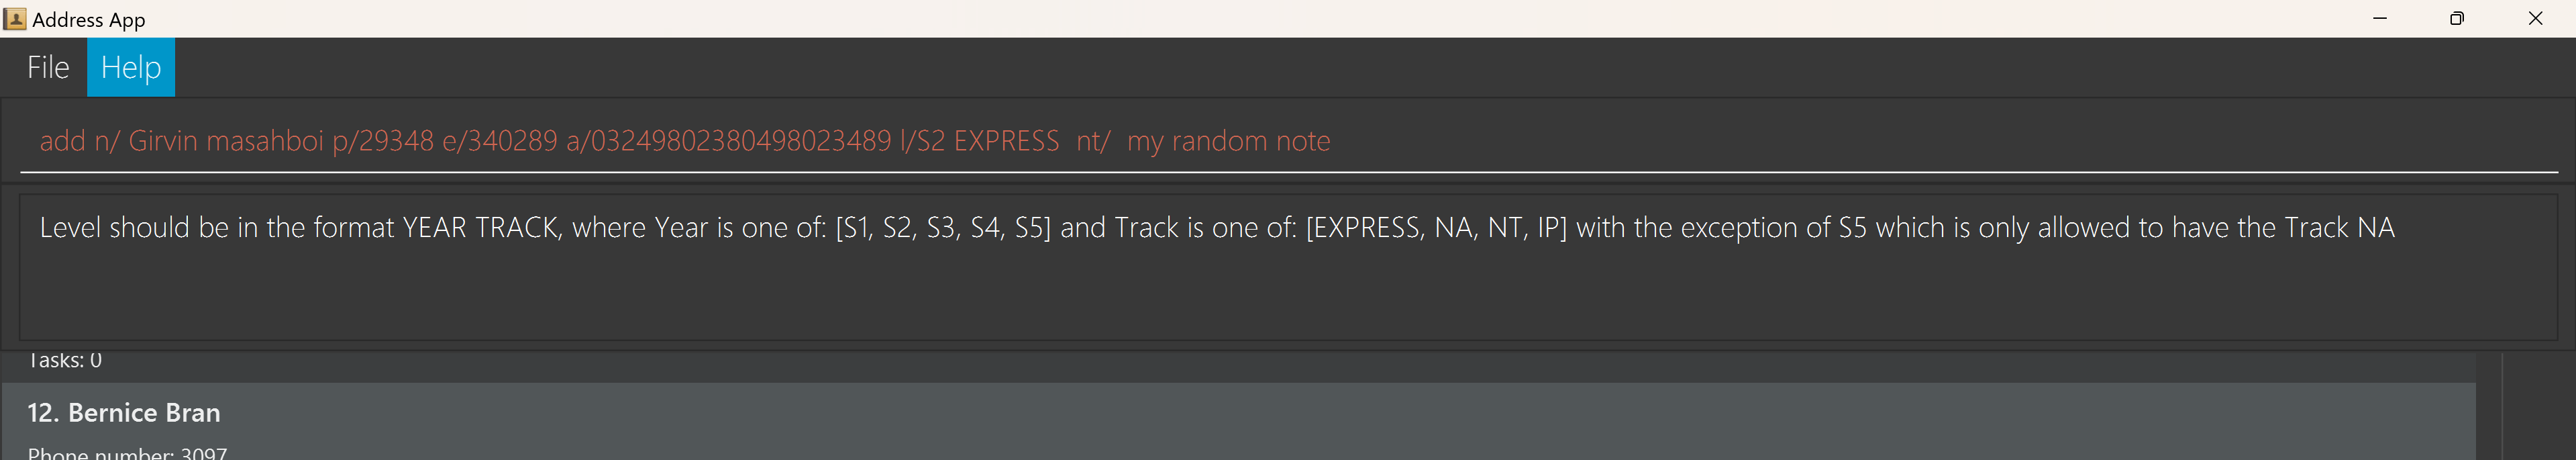 Address App
File Help
add n/ Girvin masahboi p/29348 e/340289 a/03249802380498023489 l/S2 EXPRESS  nt/  my random note
Level should be in the format YEAR TRACK, where Year is one of: [S1, S2, S3, S4, S5] and Track is one of: [EXPRESS, NA, NT, IP] with the exception of S5 which is only allowed to have the Track NA
Tasks: 0
12. Bernice Bran
Phone number: 3097